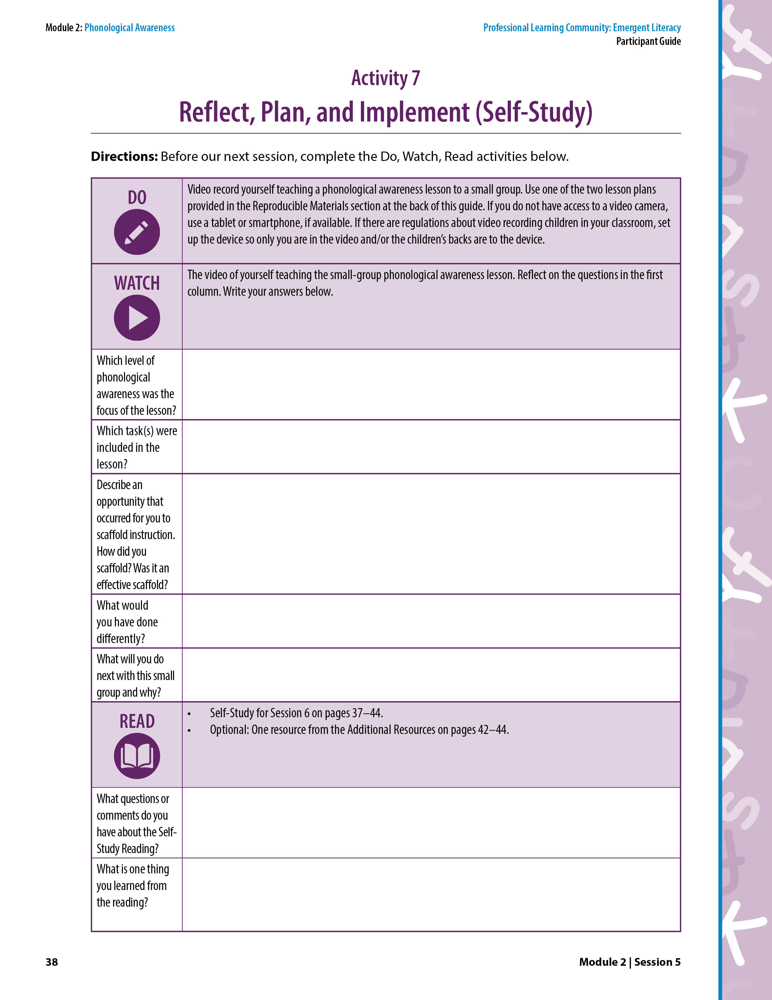 Module 2: Phonological Awareness
Professional Learning Community: Emergent Literacy
Participant Guide
Activity 7
Reflect, Plan, and Implement (Self-Study)
Directions: Before our next session, complete the Do, Watch, Read activities below.
DO
Video record yourself teaching a phonological awareness lesson to a small group. Use one of the two lesson plans
provided in the Reproducible Materials section at the back of this guide. If you do not have access to a video camera,
use a tablet or smartphone, if available. If there are regulations about video recording children in your classroom, set
up the device so only you are in the video and/or the children’s backs are to the device.
WATCH
The video of yourself teaching the small-group phonological awareness lesson. Reflect on the questions in the first
column. Write your answers below.
Which level of
phonological
awareness was the
focus of the lesson?
Which task(s) were
included in the
lesson?
Describe an
opportunity that
occurred for you to
scaffold instruction.
How did you
scaffold? Was it an
effective scaffold?
What would
you have done
differently?
What will you do
next with this small
group and why?
READ
• Self-Study for Session 6 on pages 37–44.
• Optional: One resource from the Additional Resources on pages 42–44.
What questions or
comments do you
have about the Self-
Study Reading?
What is one thing
you learned from
the reading?
38
Module 2 | Session 5